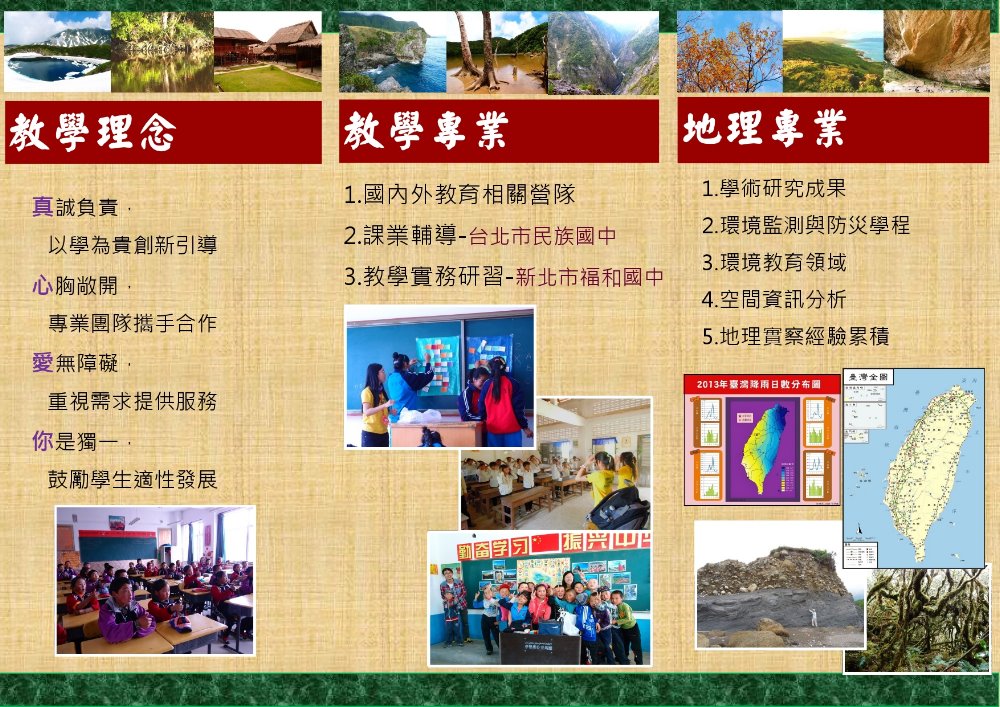 教學理念
真誠負責，
以學為貴創新引導
心胸敞開，
專業團隊攜手合作
愛無障礙，
重視需求提供服務
你是獨一，
鼓勵學生適性發展
教學專業
1.國內外教育相關營隊
2.課業輔導-台北市民族國中
3.教學實務研習-新北市福和國中
勤奋学习 振兴中
地理專業
1.學術研究成果
2.環境監測與防災學程
3.環境教育領域
4.空間資訊分析
5.地理實察經驗累積
2013年臺灣降雨日數分布圖
臺灣全圖